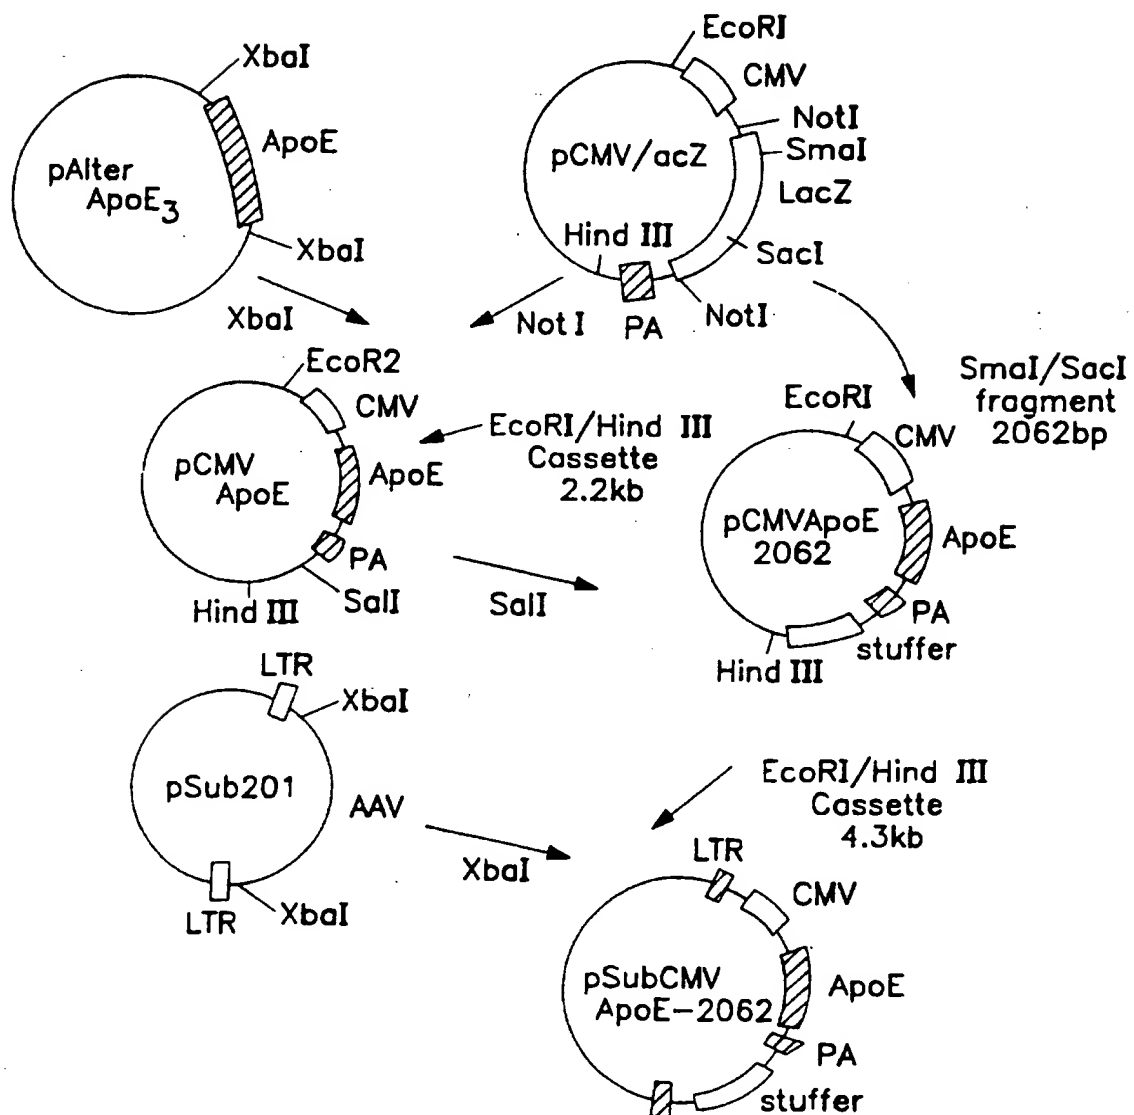 XbaI
ApoE
pAlter
ApoE3
XbaI
XbaI
EcoRI
CMV
NotI
SmaI
pCMV/acZ
LacZ
Hind III
SacI
NotI
PA
Not I
EcoR2
CMV
pCMV
ApoE
ApoE
PA
SalI
Hind III
EcoRI/Hind III
Cassette
2.2kb
SalI
SmaI/SacI
fragment
2062bp
EcoRI
CMV
pCMVApoE
2062
ApoE
PA
stuffer
Hind III
LTR
XbaI
pSub201
AAV
LTR
XbaI
XbaI
EcoRI/Hind III
Cassette
4.3kb
LTR
CMV
pSubCMV
ApoE-2062
ApoE
PA
stuffer